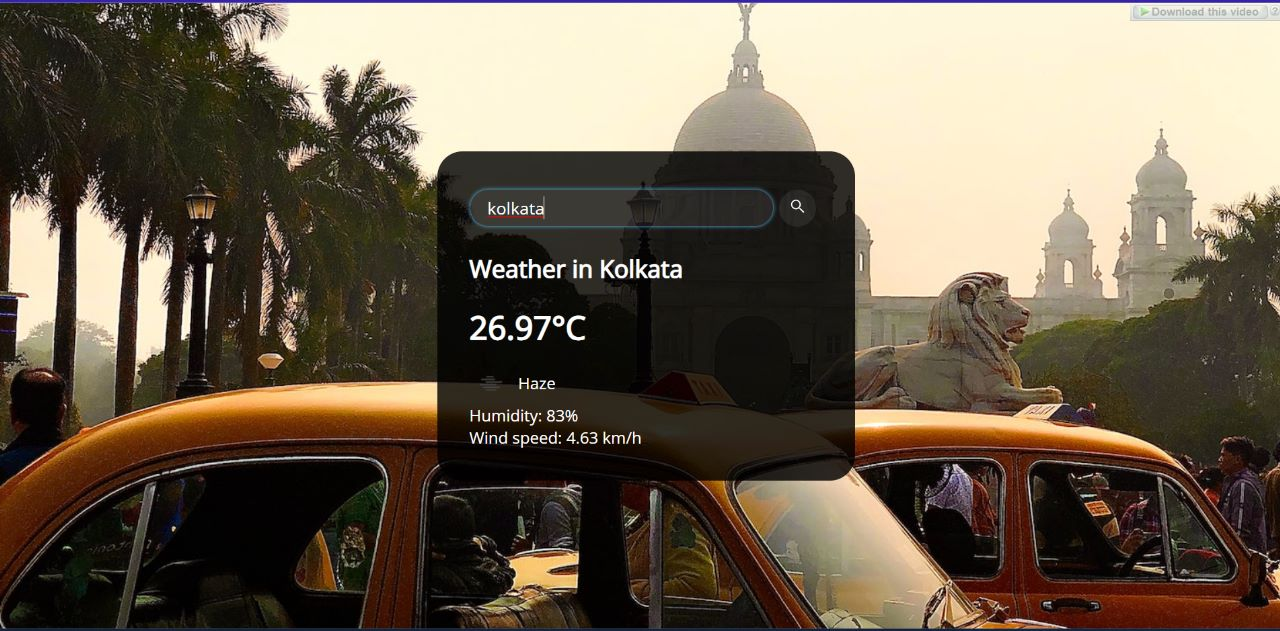 Download this video ?
kolkata
Weather in Kolkata
26.97°C
Haze
Humidity: 83%
Wind speed: 4.63 km/h